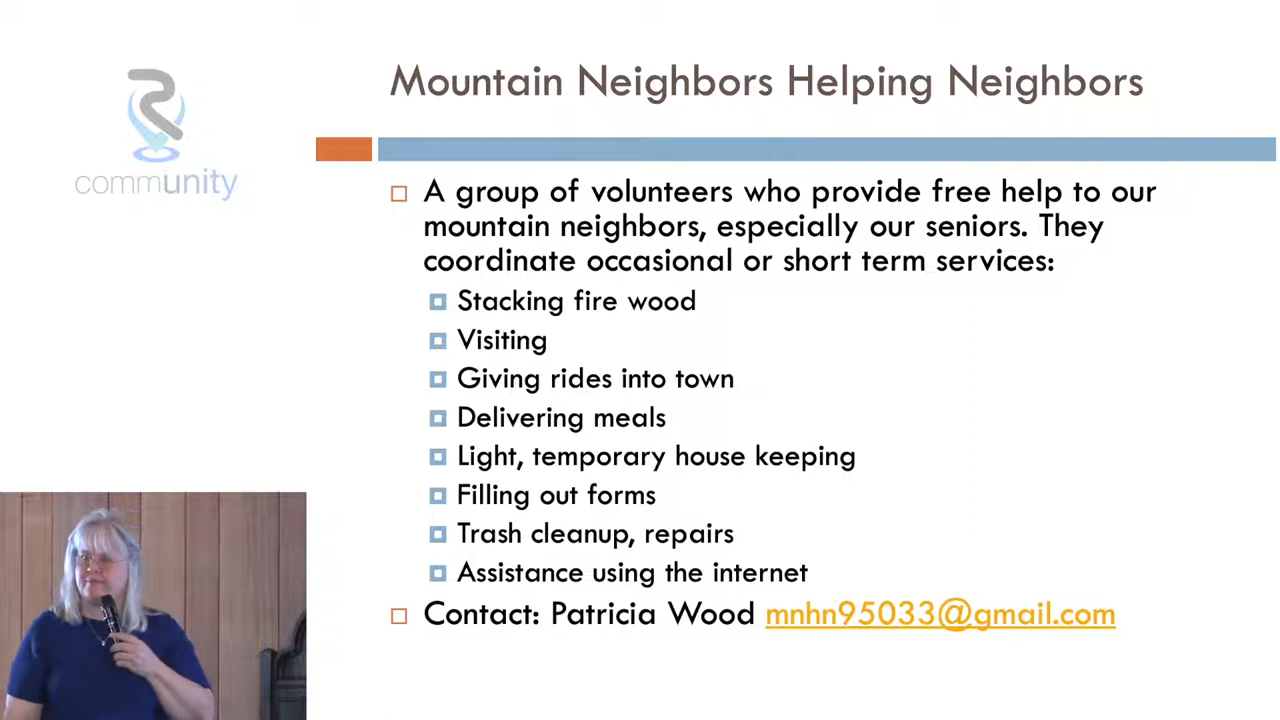 Mountain Neighbors Helping Neighbors
community
A group of volunteers who provide free help to our
mountain neighbors, especially our seniors. They
coordinate occasional or short term services:
Stacking fire wood
Visiting
Giving rides into town
Delivering meals
Light, temporary house keeping
Filling out forms
Trash cleanup, repairs
Assistance using the internet
Contact: Patricia Wood mnhn95033@gmail.com